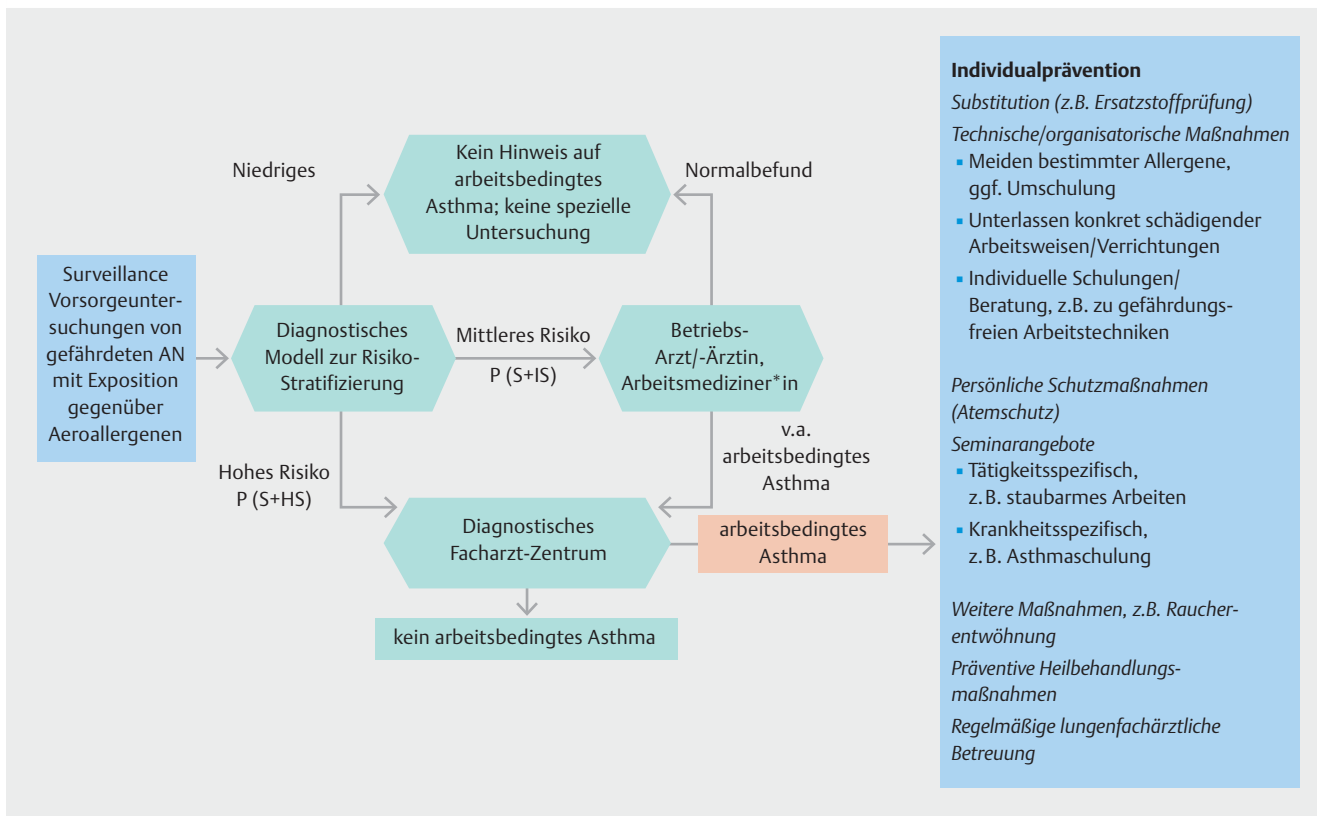 Surveillance
Vorsorgeunter-
suchungen von
gefährdeten AN
mit Exposition
gegenüber
Aeroallergenen
Niedriges
Kein Hinweis auf
arbeitsbedingtes
Asthma; keine spezielle
Untersuchung
Normalbefund
Diagnostisches
Modell zur Risiko-
Stratifizierung
Mittleres Risiko
P (S+IS)
Betriebs-
Arzt/-Ärztin,
Arbeitsmediziner*in
Hohes Risiko
P (S+HS)
v.a.
arbeitsbedingtes
Asthma
Diagnostisches
Facharzt-Zentrum
arbeitsbedingtes
Asthma
kein arbeitsbedingtes Asthma
Individualprävention
Substitution (z.B. Ersatzstoffprüfung)
Technische/organisatorische Maßnahmen
▪ Meiden bestimmter Allergene,
ggf. Umschulung
▪ Unterlassen konkret schädigender
Arbeitsweisen/Verrichtungen
▪ Individuelle Schulungen/
Beratung, z.B. zu gefährdungs-
freien Arbeitstechniken
Persönliche Schutzmaßnahmen
(Atemschutz)
Seminarangebote
▪ Tätigkeitsspezifisch,
z.B. staubarmes Arbeiten
▪ Krankheitsspezifisch,
z.B. Asthmaschulung
Weitere Maßnahmen, z.B. Raucher-
entwöhnung
Präventive Heilbehandlungs-
maßnahmen
Regelmäßige lungenfachärztliche
Betreuung